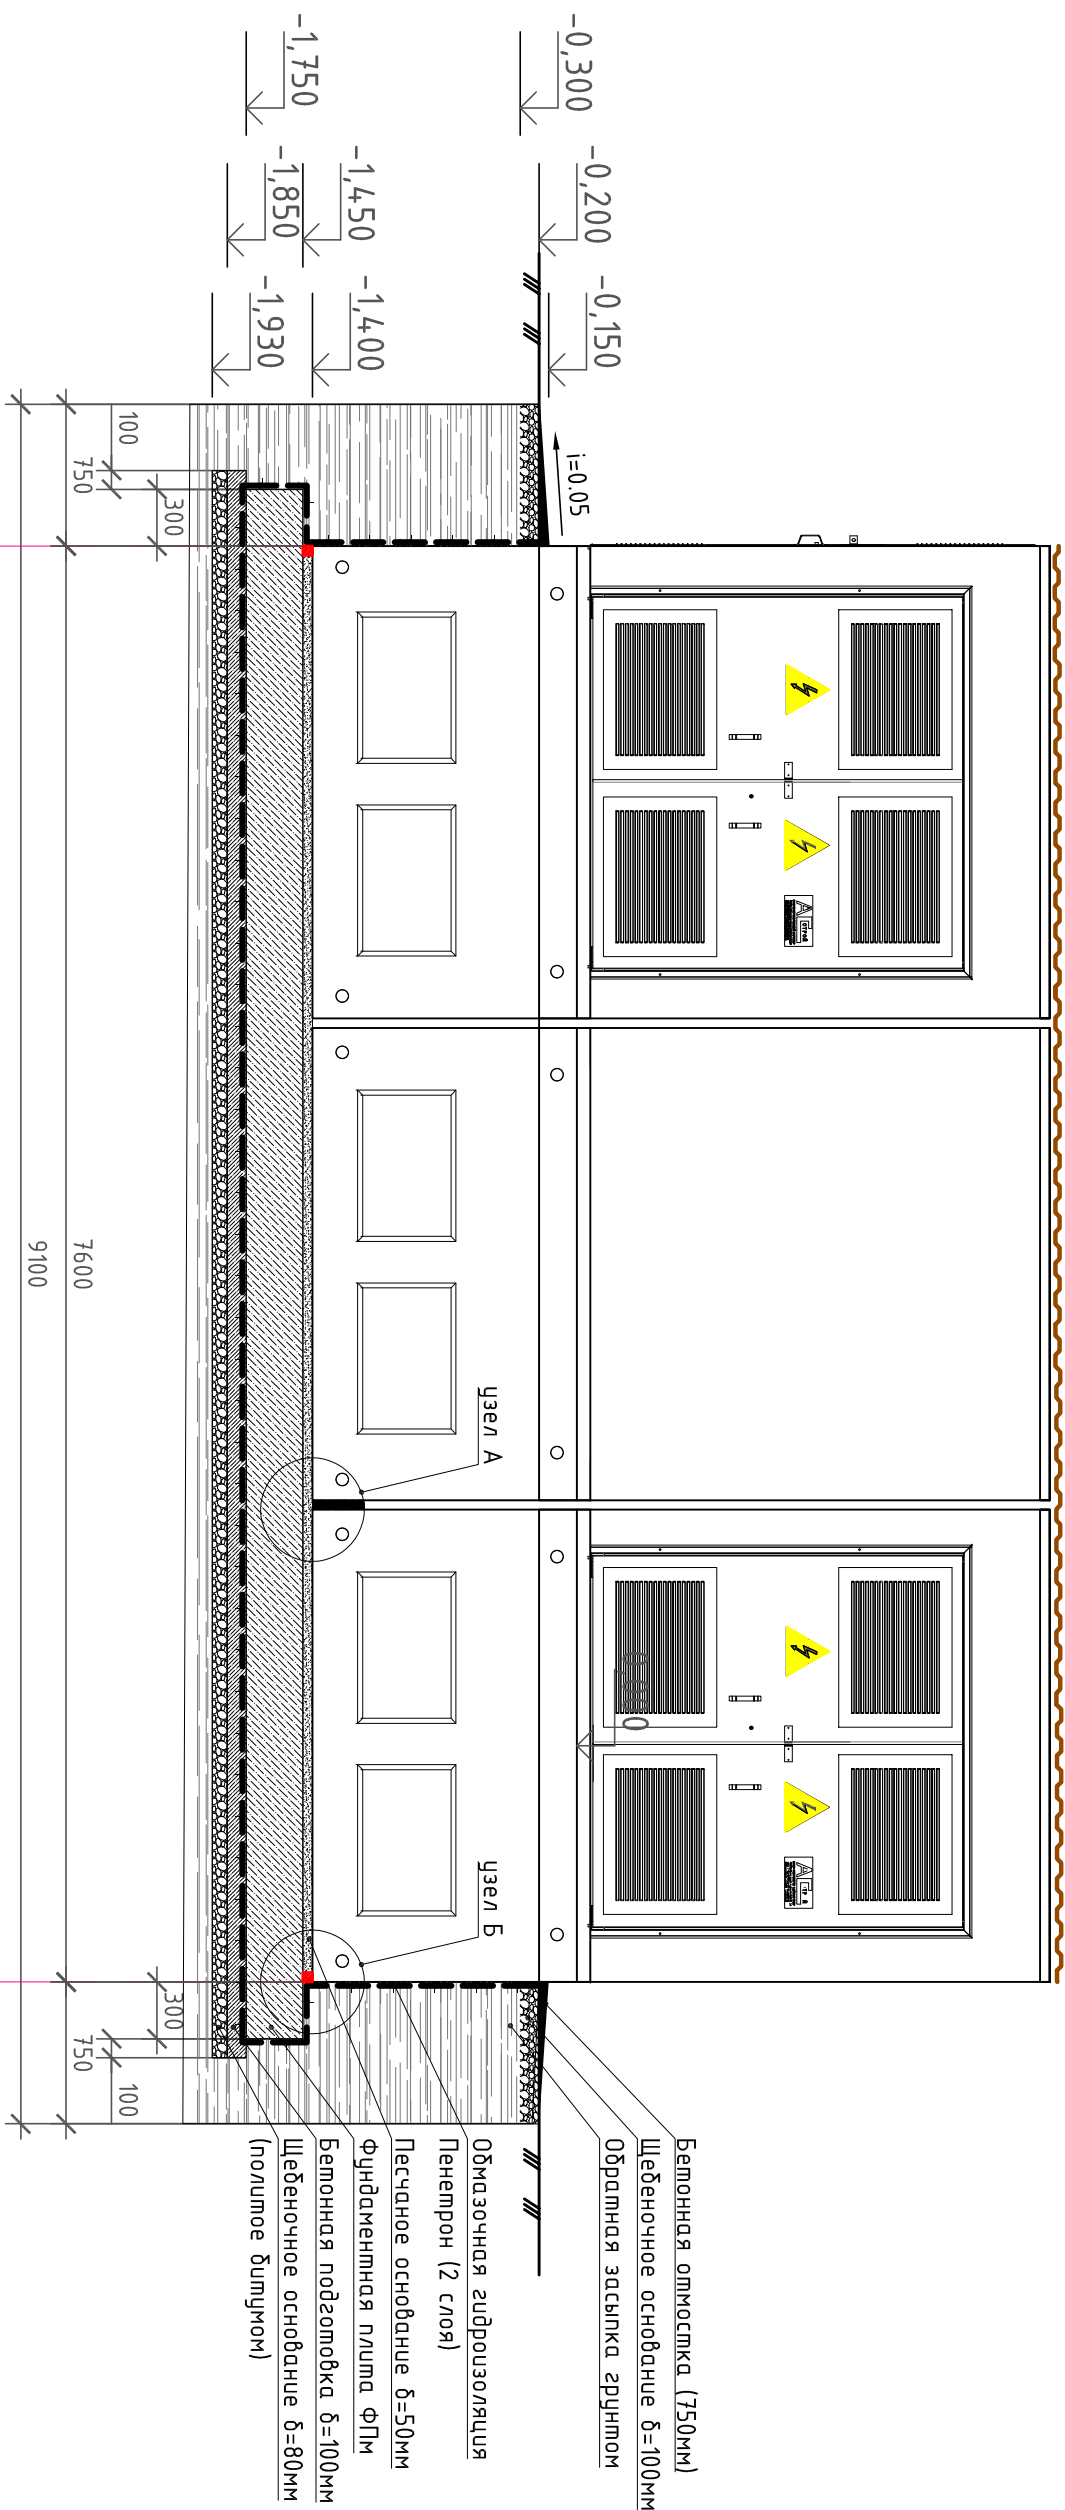 -0,300
-1,750
-0,200
-1,450
-1,850
-0,150
-1,400
-1,930
i=0.05
узел А
узел Б
Бетонная отмостка (750мм)
Щебеночное основание δ=100мм
Обратная засыпка грунтом
Обмазочная гидроизоляция
Пенетрон (2 слоя)
Песчаное основание δ=50мм
Фундаментная плита ФПм
Бетонная подготовка δ=100мм
Щебеночное основание δ=80мм
(политое битумом)
300
100
750
7600
9100
300
100
750